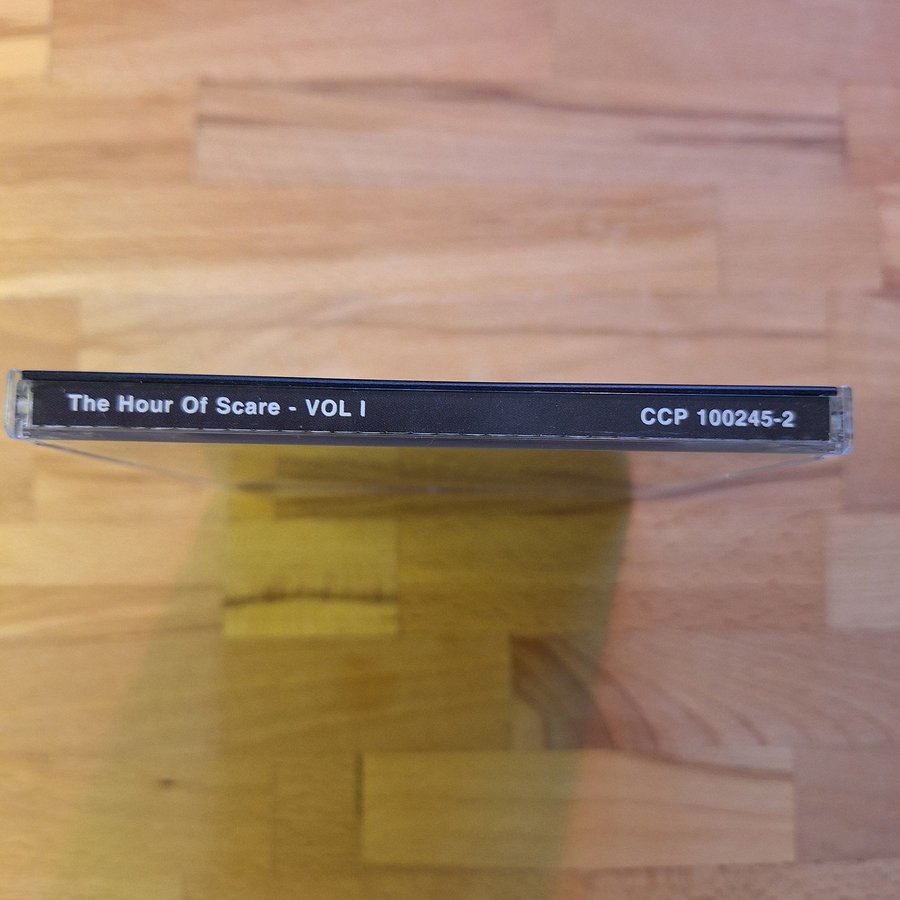 The Hour Of Scare - VOL I
CCP 100245-2